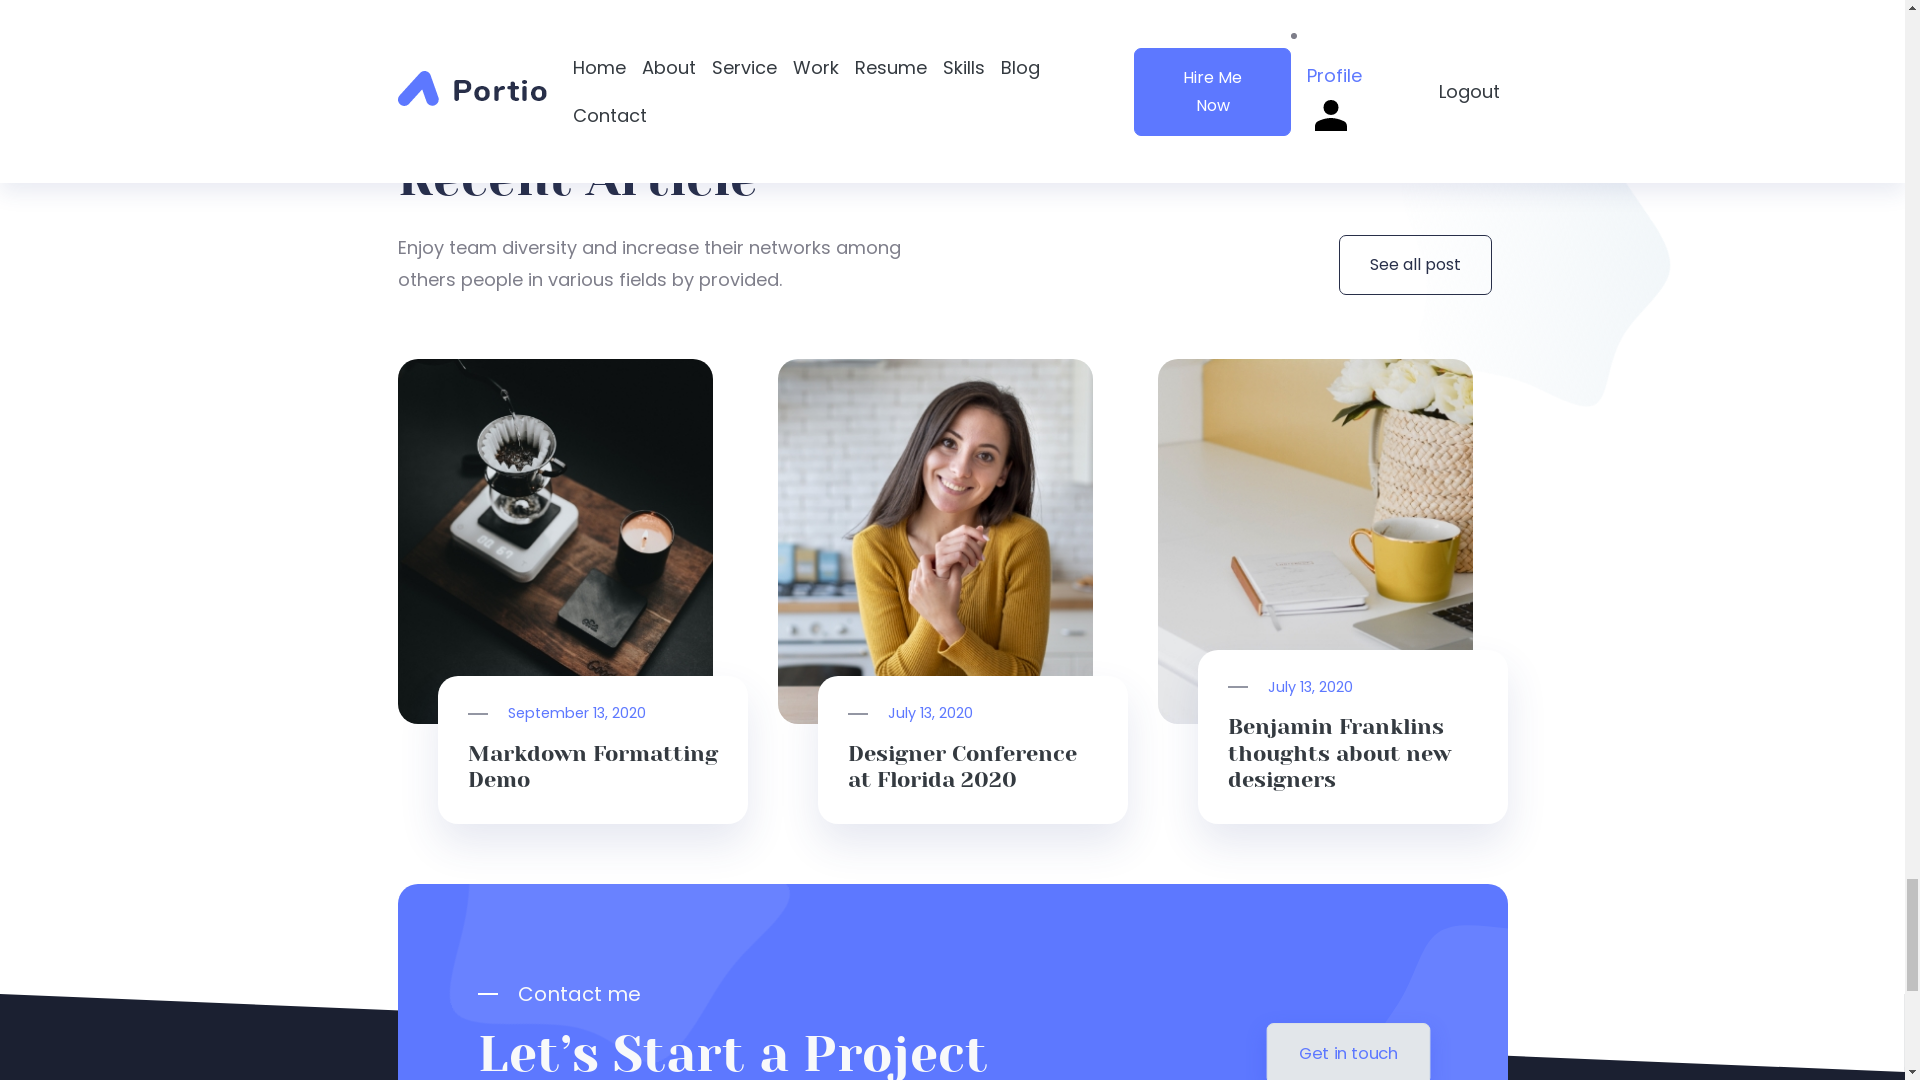 Portio
Home About Service Work Resume Skills Blog
Contact
Hire Me
Now
Profile
Logout
Recent Article
Enjoy team diversity and increase their networks among
others people in various fields by provided.
See all post
September 13, 2020
Markdown Formatting
Demo
July 13, 2020
Designer Conference
at Florida 2020
July 13, 2020
Benjamin Franklins
thoughts about new
designers
Contact me
Let’s Start a Project
Get in touch